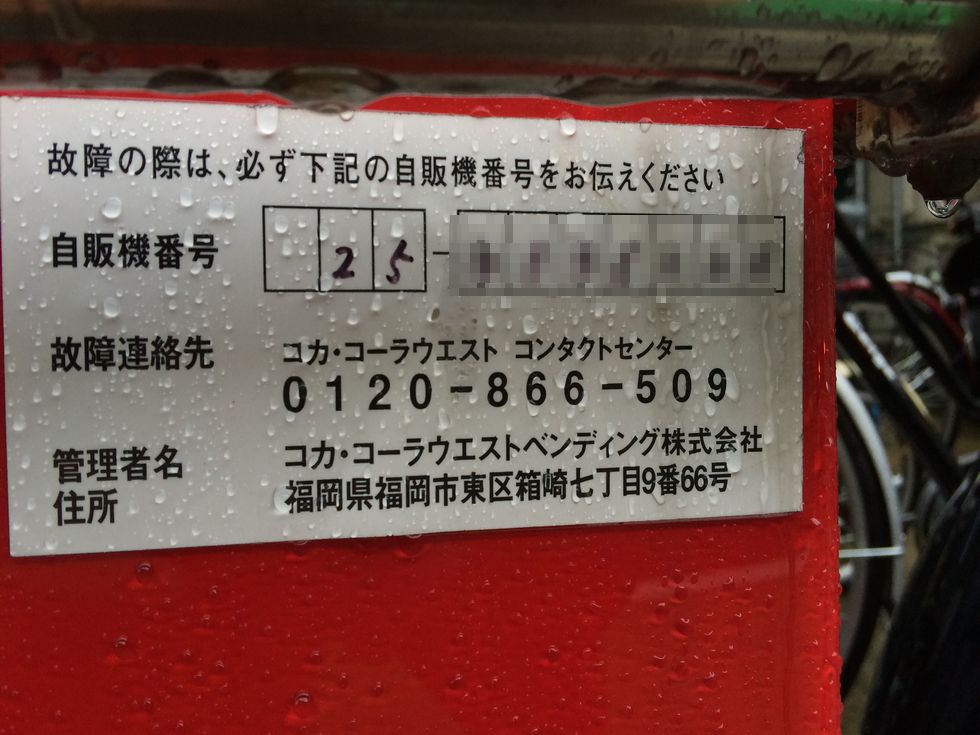 故障の際は、必ず下記の自販機番号をお伝えください
自販機番号 25-
故障連絡先 コカ・コーラウエスト コンタクトセンター
0120-866-509
管理者名 コカ・コーラウエストベンディング株式会社
住所 福岡県福岡市東区箱崎七丁目9番66号